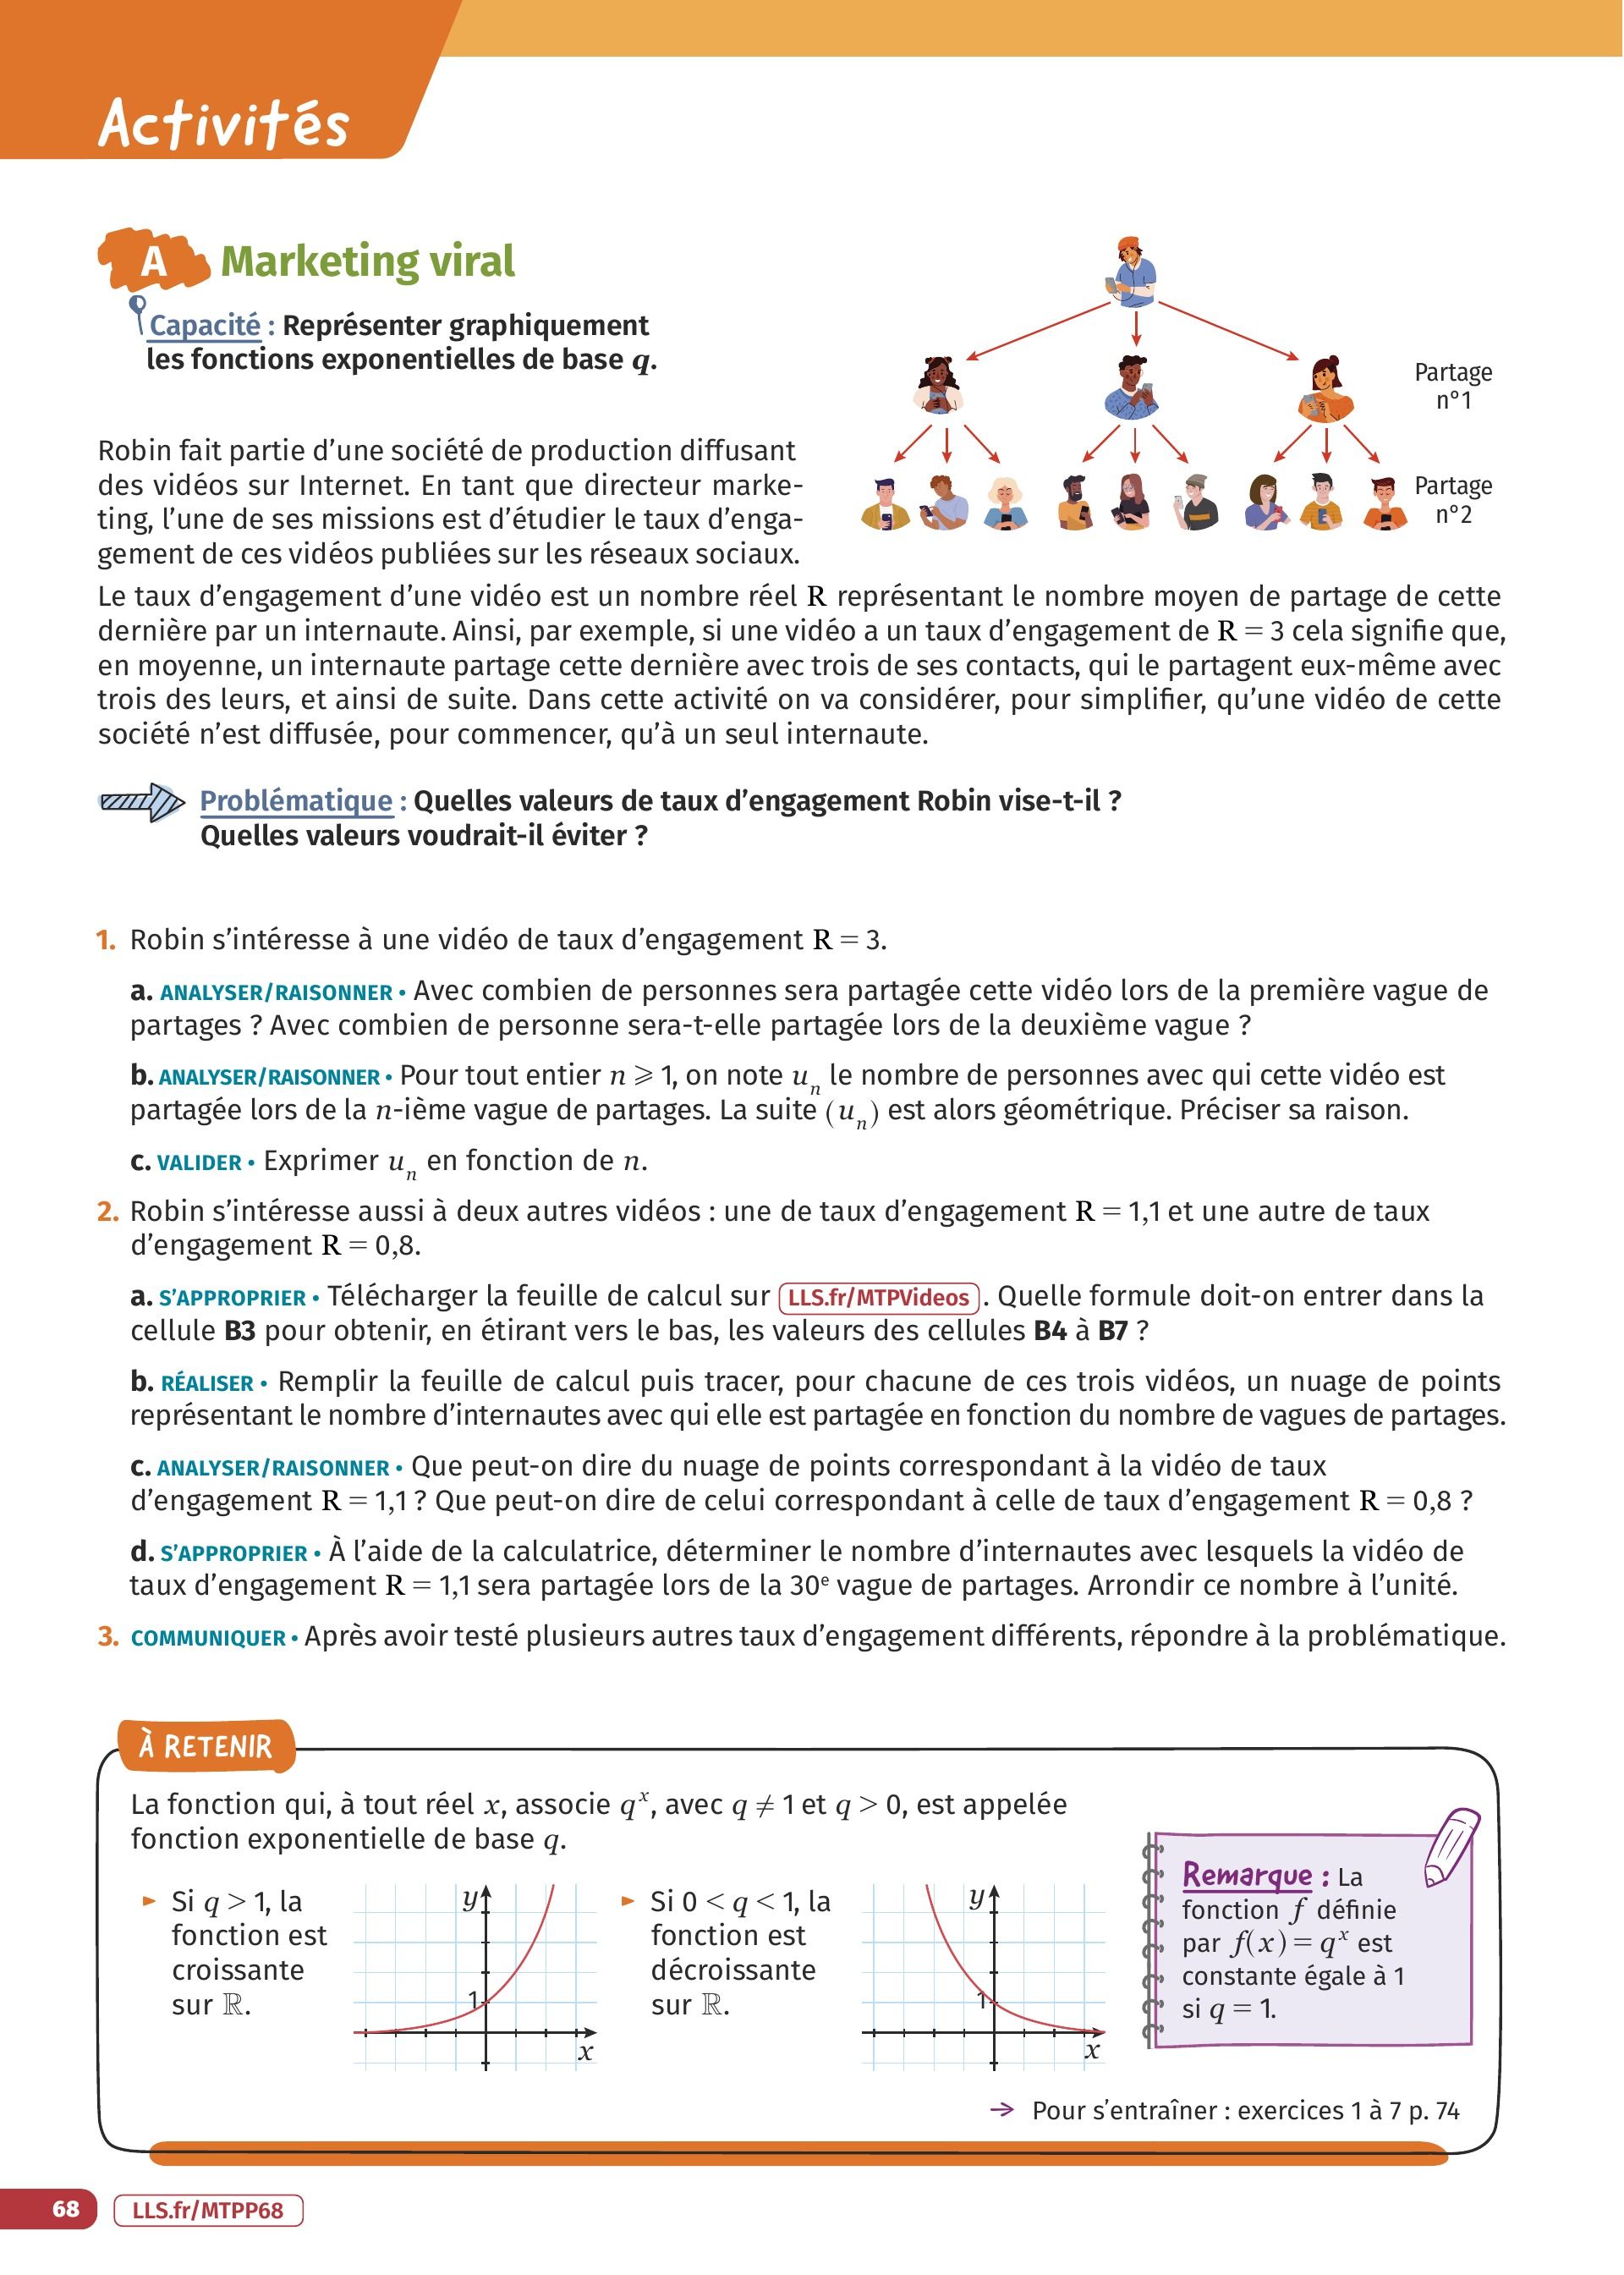 Activités
A Marketing viral
Capacité : Représenter graphiquement
les fonctions exponentielles de base q.
Partage
n°1
Partage
n°2
Robin fait partie d'une société de production diffusant
des vidéos sur Internet. En tant que directeur marke-
ting, l'une de ses missions est d'étudier le taux d'enga-
gement de ces vidéos publiées sur les réseaux sociaux.
Le taux d'engagement d'une vidéo est un nombre réel R représentant le nombre moyen de partage de cette
dernière par un internaute. Ainsi, par exemple, si une vidéo a un taux d'engagement de R = 3 cela signifie que,
en moyenne, un internaute partage cette dernière avec trois de ses contacts, qui le partagent eux-même avec
trois des leurs, et ainsi de suite. Dans cette activité on va considérer, pour simplifier, qu'une vidéo de cette
société n'est diffusée, pour commencer, qu'à un seul internaute.
Problématique : Quelles valeurs de taux d'engagement Robin vise-t-il ?
Quelles valeurs voudrait-il éviter ?
1. Robin s'intéresse à une vidéo de taux d'engagement R = 3.
a. ANALYSER/RAISONNER • Avec combien de personnes sera partagée cette vidéo lors de la première vague de
partages ? Avec combien de personne sera-t-elle partagée lors de la deuxième vague ?
b. ANALYSER/RAISONNER • Pour tout entier n ⩾ 1, on note uₙ le nombre de personnes avec qui cette vidéo est
partagée lors de la n-ième vague de partages. La suite (uₙ) est alors géométrique. Préciser sa raison.
c. VALIDER • Exprimer uₙ en fonction de n.
2. Robin s'intéresse aussi à deux autres vidéos : une de taux d'engagement R = 1,1 et une autre de taux
d'engagement R = 0,8.
a. S'APPROPRIER • Télécharger la feuille de calcul sur LLS.fr/MTPVideos . Quelle formule doit-on entrer dans la
cellule B3 pour obtenir, en étirant vers le bas, les valeurs des cellules B4 à B7 ?
b. RÉALISER • Remplir la feuille de calcul puis tracer, pour chacune de ces trois vidéos, un nuage de points
représentant le nombre d'internautes avec qui elle est partagée en fonction du nombre de vagues de partages.
c. ANALYSER/RAISONNER • Que peut-on dire du nuage de points correspondant à la vidéo de taux
d'engagement R = 1,1 ? Que peut-on dire de celui correspondant à celle de taux d'engagement R = 0,8 ?
d. S'APPROPRIER • À l'aide de la calculatrice, déterminer le nombre d'internautes avec lesquels la vidéo de
taux d'engagement R = 1,1 sera partagée lors de la 30ᵉ vague de partages. Arrondir ce nombre à l'unité.
3. COMMUNIQUER • Après avoir testé plusieurs autres taux d'engagement différents, répondre à la problématique.
À RETENIR
La fonction qui, à tout réel x, associe qˣ, avec q ≠ 1 et q > 0, est appelée
fonction exponentielle de base q.
Si q > 1, la
fonction est
croissante
sur ℝ.
y
1
x
Si 0 < q < 1, la
fonction est
décroissante
sur ℝ.
y
1
x
Remarque : La
fonction f définie
par f(x) = qˣ est
constante égale à 1
si q = 1.
→ Pour s'entraîner : exercices 1 à 7 p. 74
68 LLS.fr/MTPP68